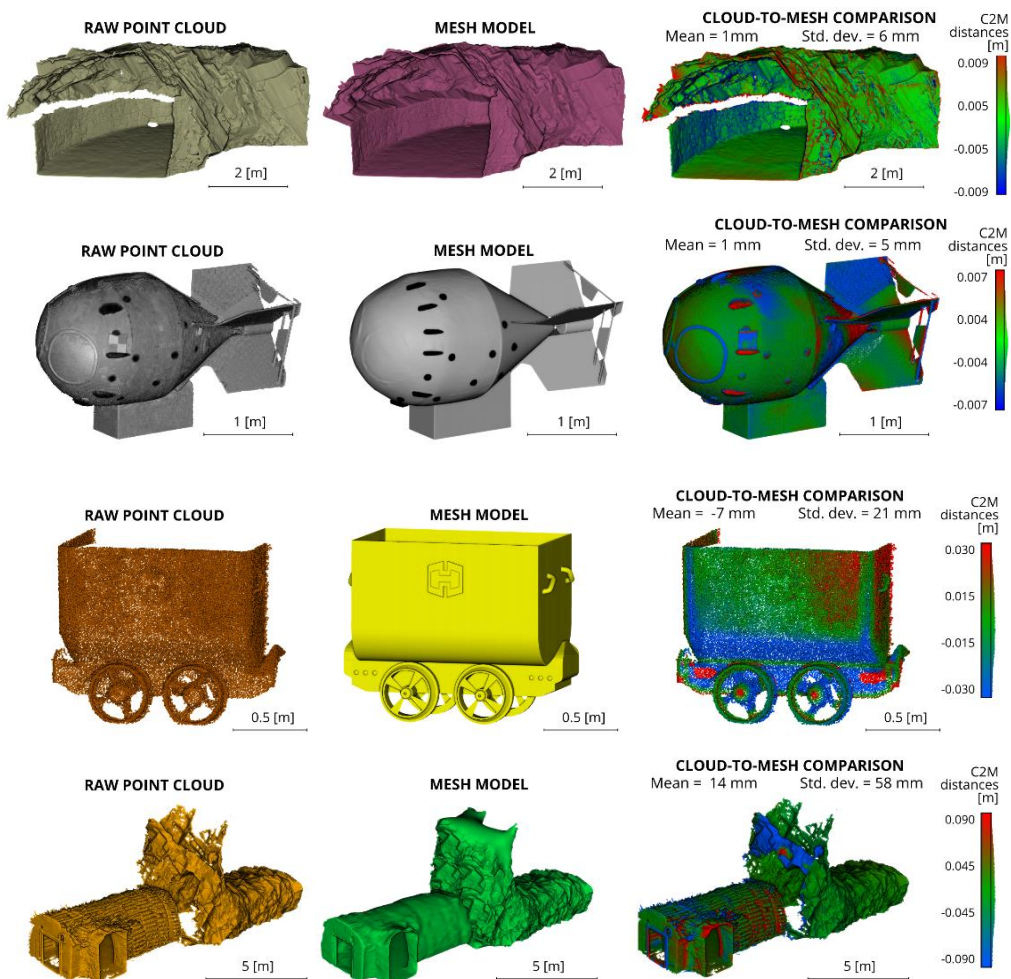 RAW POINT CLOUD
MESH MODEL
CLOUD-TO-MESH COMPARISON
Mean = 1mm Std. dev. = 6 mm
C2M
distances
[m]
0.009
0.005
-0.005
-0.009
2 [m]
2 [m]
2 [m]
RAW POINT CLOUD
MESH MODEL
CLOUD-TO-MESH COMPARISON
Mean = 1 mm Std. dev. = 5 mm
C2M
distances
[m]
0.007
0.004
-0.004
-0.007
1 [m]
1 [m]
1 [m]
RAW POINT CLOUD
MESH MODEL
CLOUD-TO-MESH COMPARISON
Mean = -7 mm Std. dev. = 21 mm
C2M
distances
[m]
0.030
0.015
-0.015
-0.030
0.5 [m]
0.5 [m]
0.5 [m]
RAW POINT CLOUD
MESH MODEL
CLOUD-TO-MESH COMPARISON
Mean = 14 mm Std. dev. = 58 mm
C2M
distances
[m]
0.090
0.045
-0.045
-0.090
5 [m]
5 [m]
5 [m]